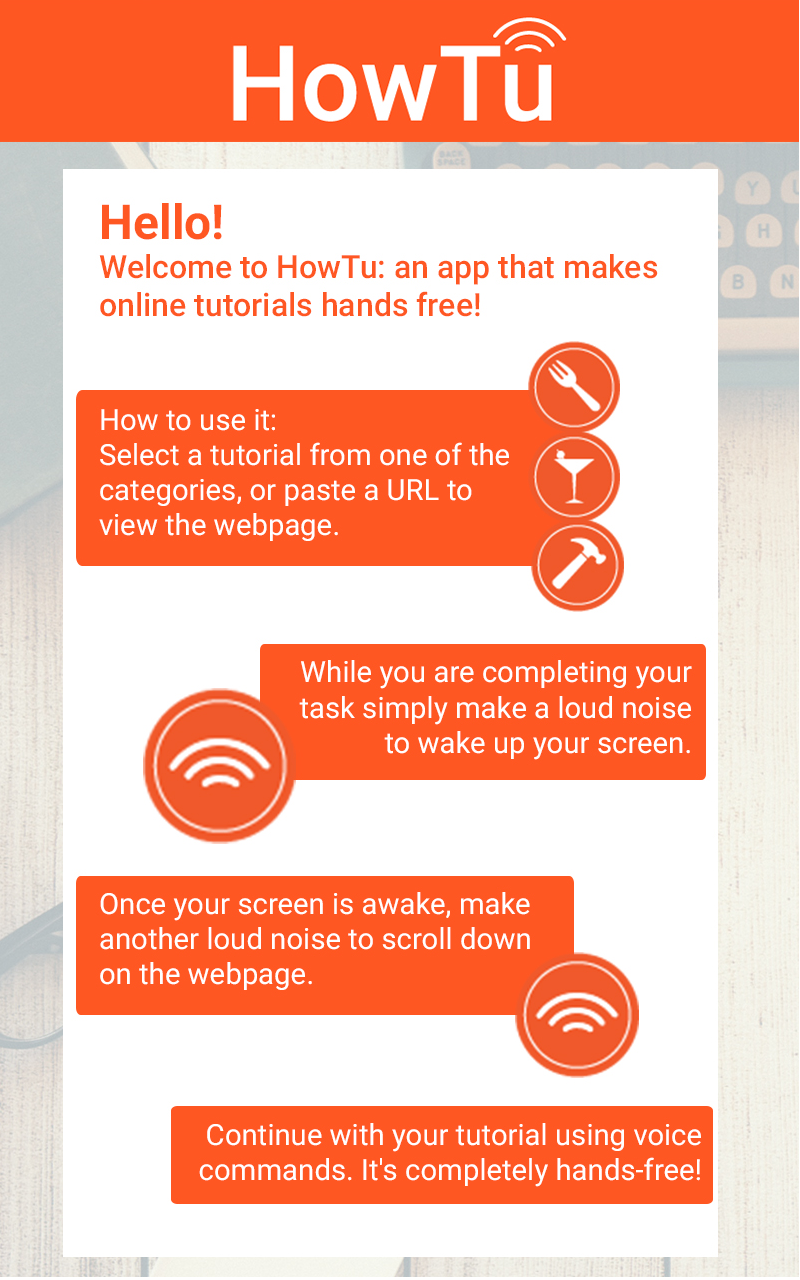 HowTu
BACK
SPACE
Y
U
H
B
N
Hello!
Welcome to HowTu: an app that makes
online tutorials hands free!
How to use it:
Select a tutorial from one of the
categories, or paste a URL to
view the webpage.
While you are completing your
task simply make a loud noise
to wake up your screen.
Once your screen is awake, make
another loud noise to scroll down
on the webpage.
Continue with your tutorial using voice
commands. It's completely hands-free!